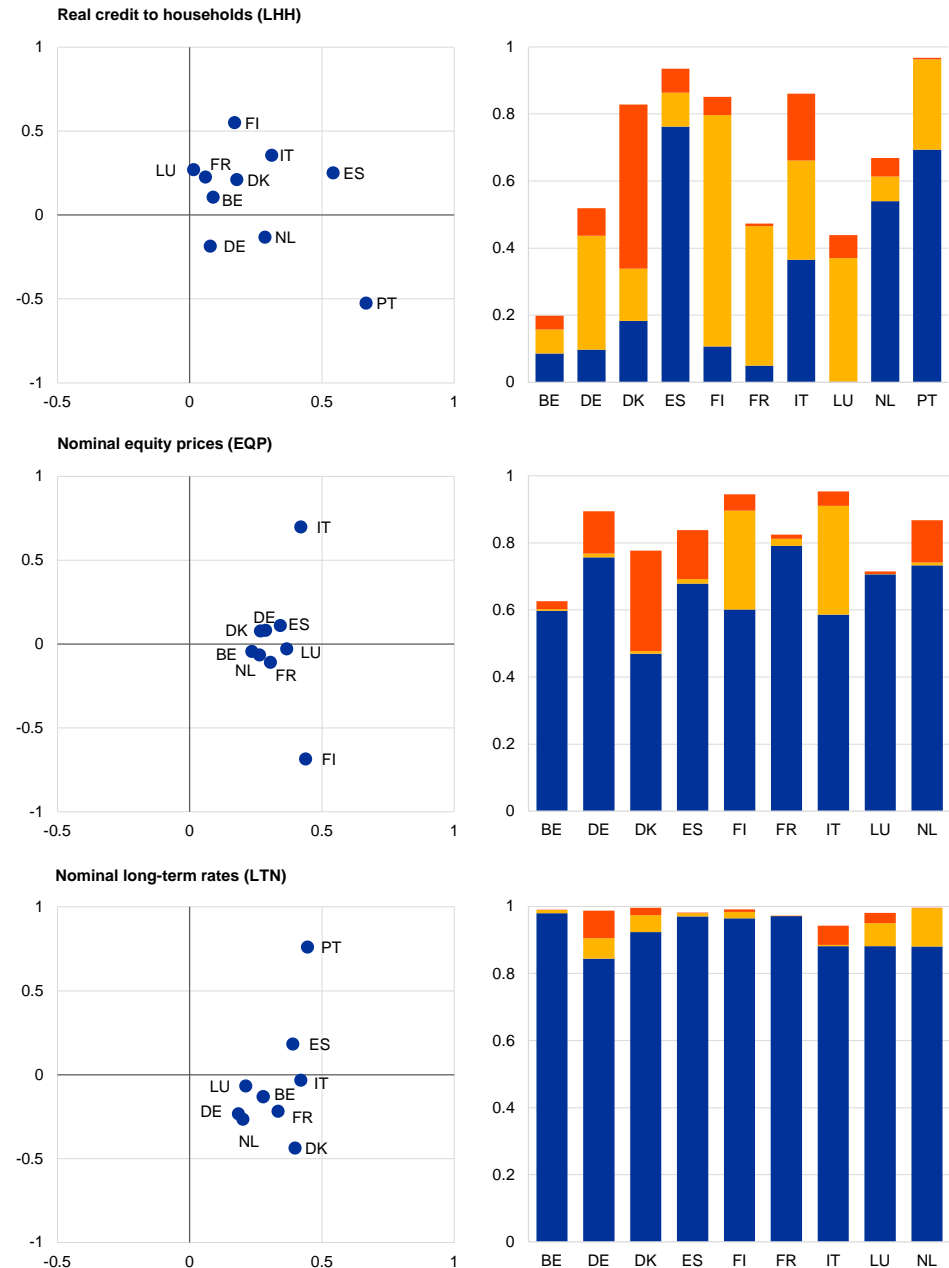 Real credit to households (LHH)
1
0.5
0
-0.5
-1
-0.5 0 0.5 1
FI
IT
LU
FR
DK
ES
BE
DE
NL
PT
1
0.8
0.6
0.4
0.2
0
BE DE DK ES FI FR IT LU NL PT
Nominal equity prices (EQP)
1
0.5
0
-0.5
-1
-0.5 0 0.5 1
IT
DE
DK
ES
BE
LU
NL
FR
FI
1
0.8
0.6
0.4
0.2
0
BE DE DK ES FI FR IT LU NL
Nominal long-term rates (LTN)
1
0.5
0
-0.5
-1
-0.5 0 0.5 1
PT
ES
LU
IT
BE
DE
FR
NL
DK
1
0.8
0.6
0.4
0.2
0
BE DE DK ES FI FR IT LU NL